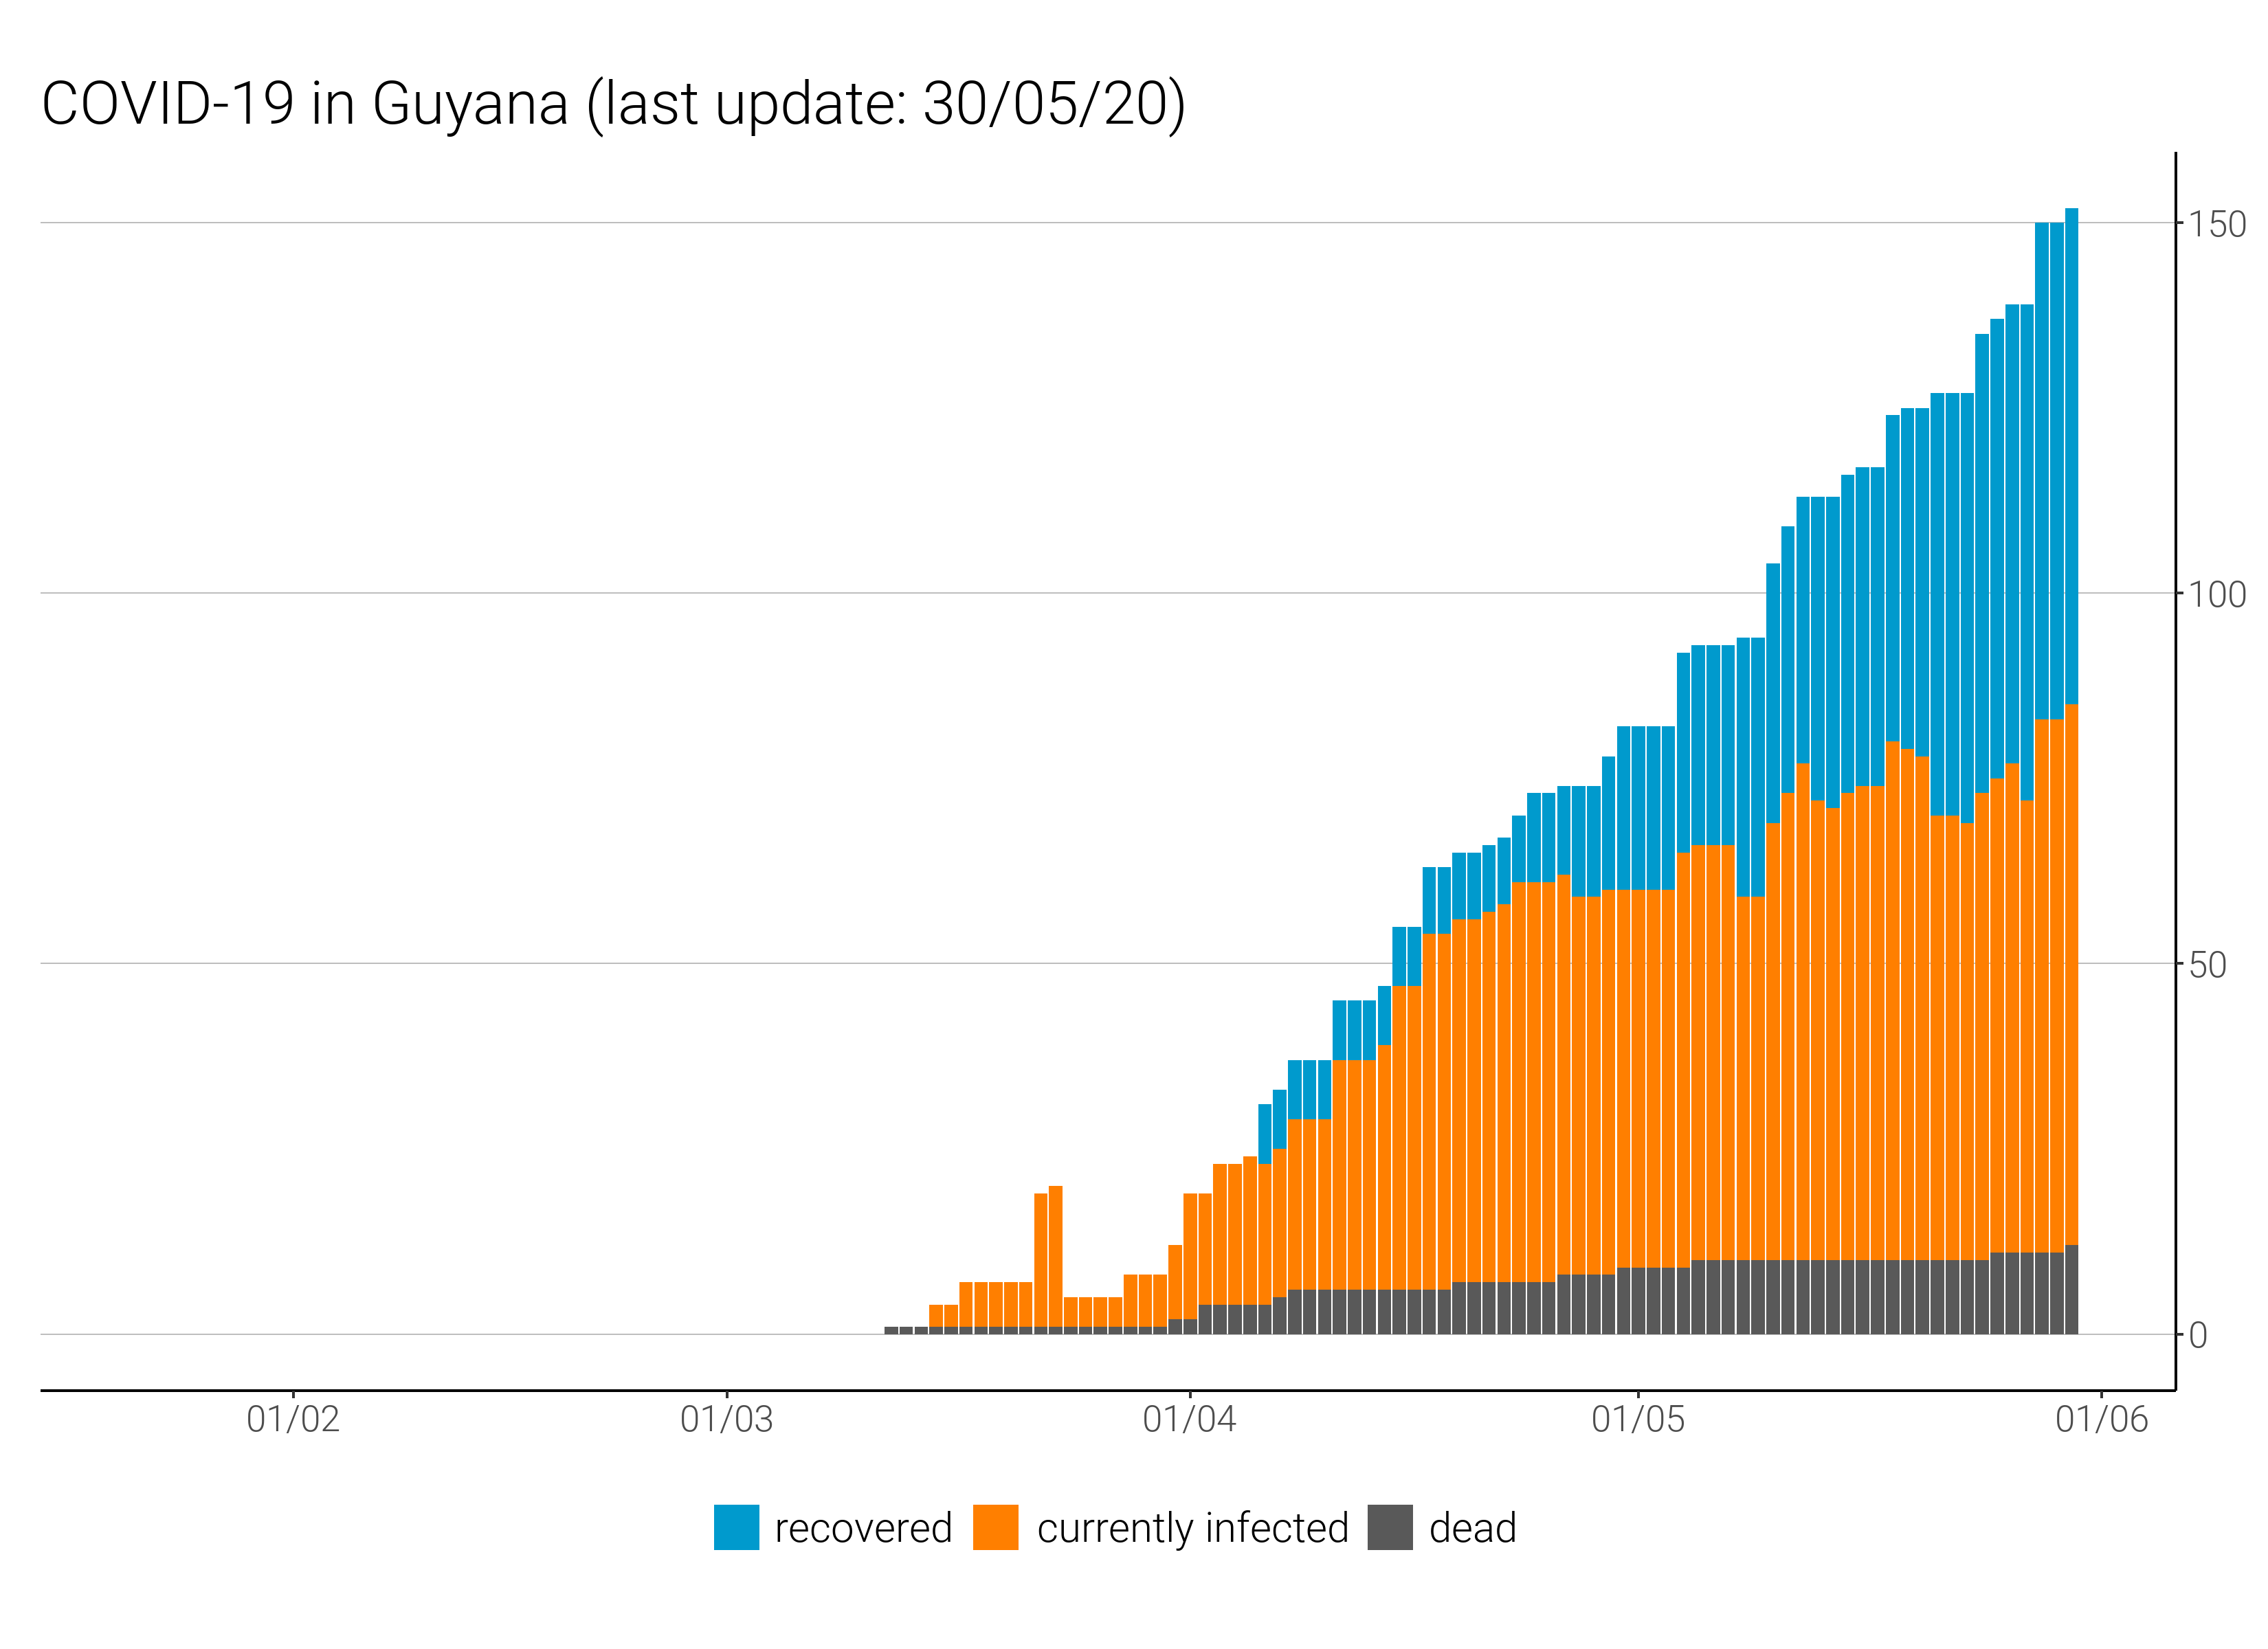 COVID-19 in Guyana (last update: 30/05/20)
150
100
50
0
01/02 01/03 01/04 01/05 01/06
recovered currently infected dead